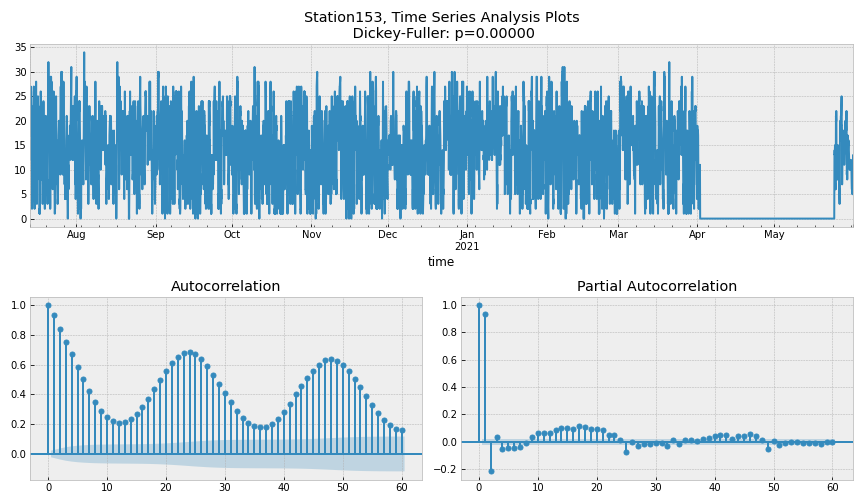 Station153, Time Series Analysis Plots
Dickey-Fuller: p=0.00000
35
30
25
20
15
10
5
0
Aug Sep Oct Nov Dec Jan Feb Mar Apr May
2021
time
Autocorrelation
1.0
0.8
0.6
0.4
0.2
0.0
0 10 20 30 40 50 60
Partial Autocorrelation
1.0
0.8
0.6
0.4
0.2
0.0
−0.2
0 10 20 30 40 50 60